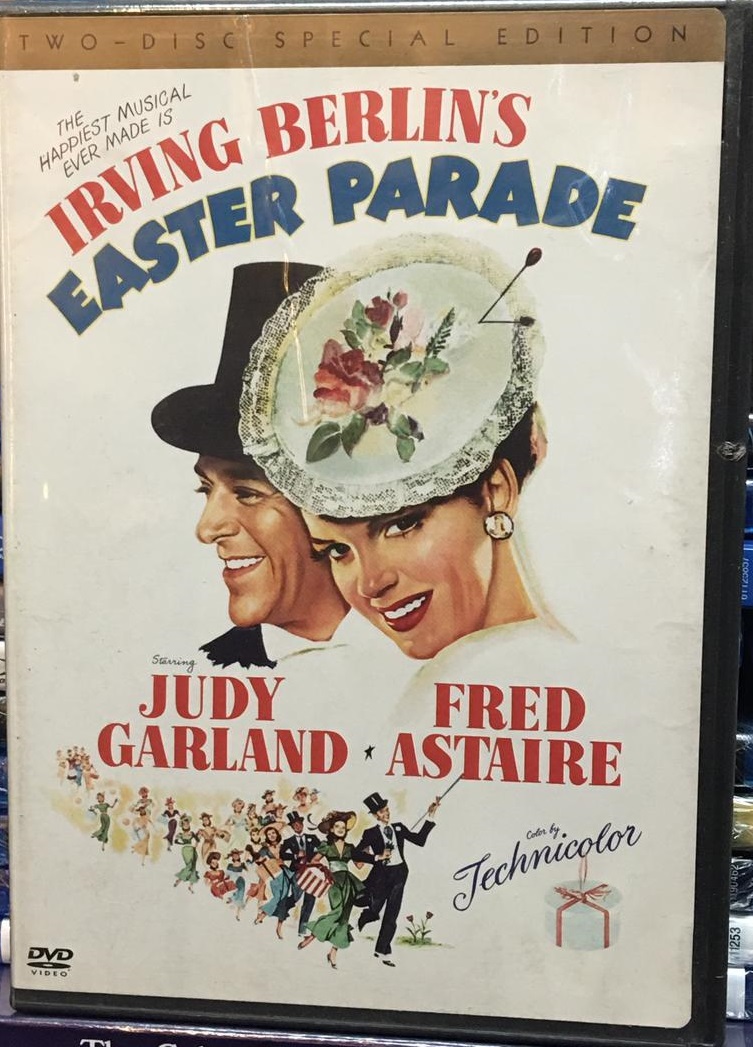 TWO-DISC SPECIAL EDITION
THE
HAPPIEST MUSICAL
EVER MADE IS
IRVING BERLIN'S
EASTER PARADE
Starring
JUDY
GARLAND
FRED
ASTAIRE
Color by
Technicolor
DVD
VIDEO
11253